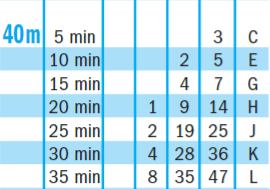 40m 5 min 3 C
10 min 2 5 E
15 min 4 7 G
20 min 1 9 14 H
25 min 2 19 25 J
30 min 4 28 36 K
35 min 8 35 47 L